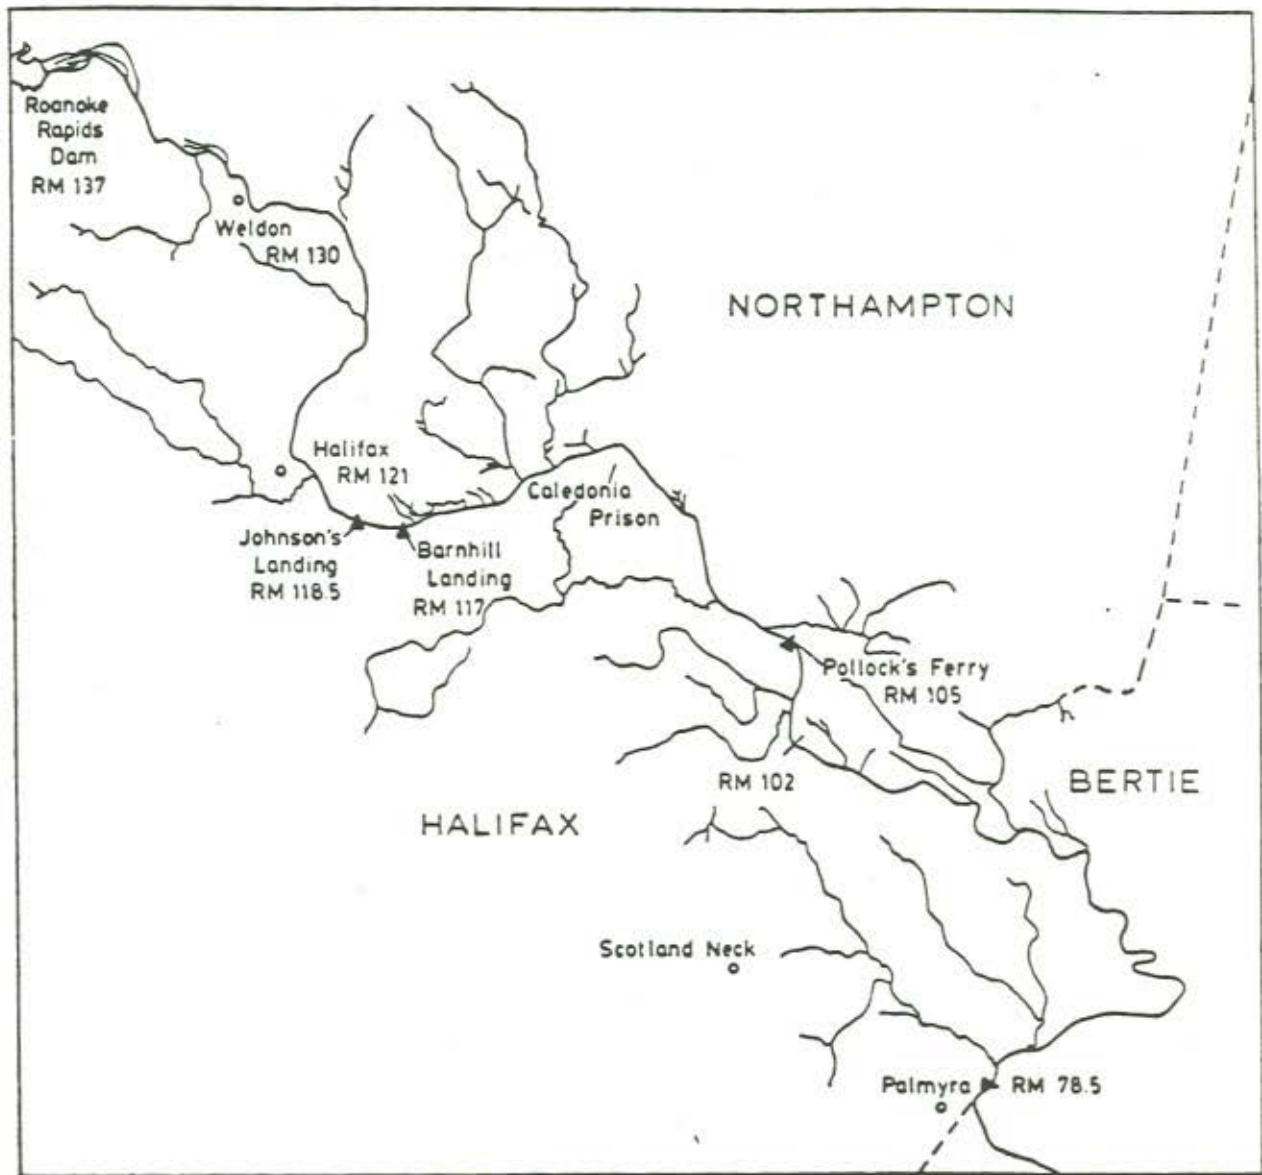 Roanoke
Rapids
Dam
RM 137
Weldon
RM 130
NORTHAMPTON
Halifax
RM 121
Caledonia
Prison
Johnson's
Landing
RM 118.5
Barnhill
Landing
RM 117
Pollock's Ferry
RM 105
RM 102
BERTIE
HALIFAX
Scotland Neck
Palmyra
RM 78.5